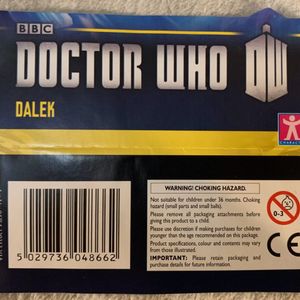 BBC
DOCTOR WHO
DW
DALEK
CHARACTER
WARNING! CHOKING HAZARD.
Not suitable for children under 36 months. Choking
hazard (small parts and small balls).
Please remove all packaging attachments before
giving this product to a child.
Please use discretion if making purchases for children
younger than the age recommended on this package.
Product specifications, colour and contents may
differ from those illustrated.
IMPORTANT: Please retain packaging and
purchase details for future information.
0-3
CE
5 029736 048662